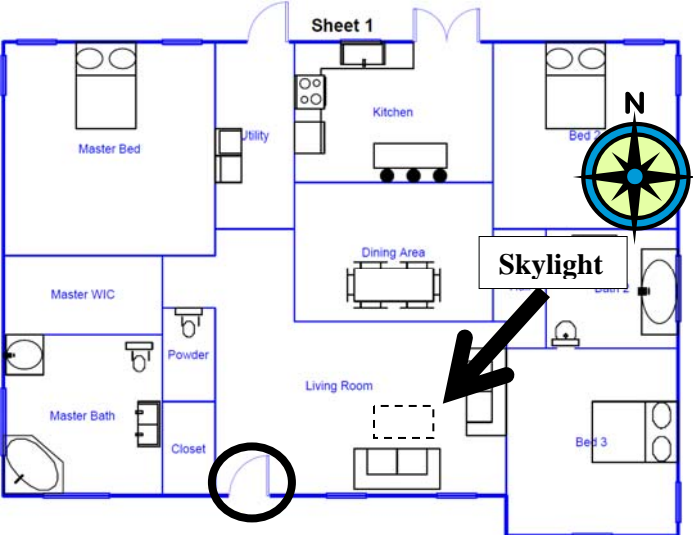 Sheet 1
N
Kitchen
Utility
Bed 2
Master Bed
Dining Area
Skylight
Master WIC
Bath 2
Powder
Living Room
Master Bath
Closet
Bed 3